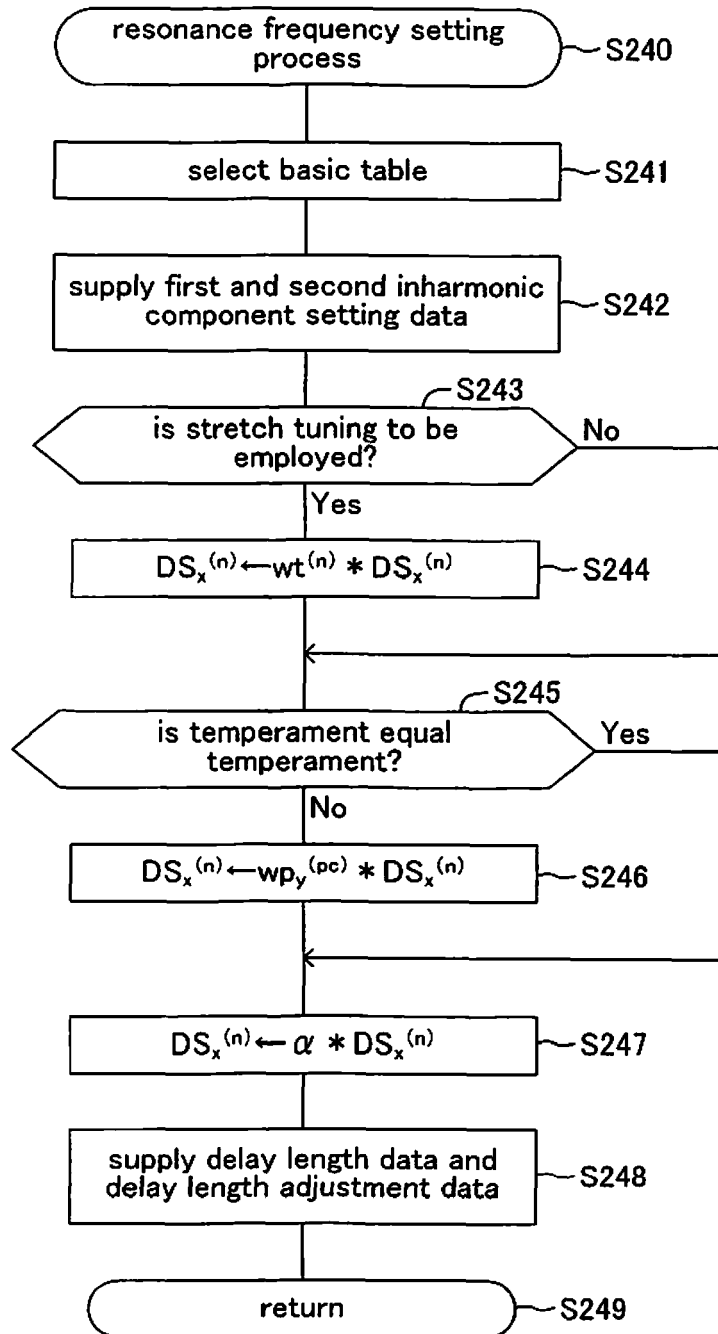 resonance frequency setting
process
S240
select basic table
S241
supply first and second inharmonic
component setting data
S242
S243
is stretch tuning to be
employed?
No
Yes
DSₓ⁽ⁿ⁾←wt⁽ⁿ⁾ * DSₓ⁽ⁿ⁾
S244
S245
is temperament equal
temperament?
Yes
No
DSₓ⁽ⁿ⁾←wp_y⁽ᵖᶜ⁾ * DSₓ⁽ⁿ⁾
S246
DSₓ⁽ⁿ⁾← α * DSₓ⁽ⁿ⁾
S247
supply delay length data and
delay length adjustment data
S248
return
S249